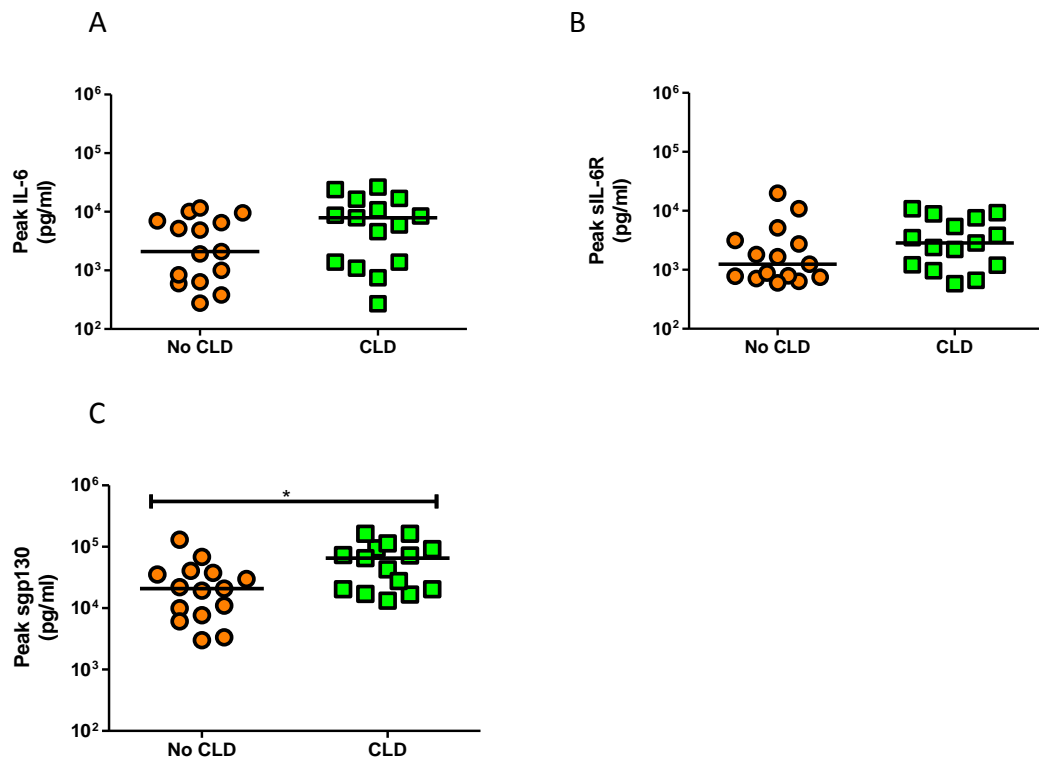 A
Peak IL-6
(pg/ml)
10⁶
10⁵
10⁴
10³
10²
No CLD CLD
B
Peak sIL-6R
(pg/ml)
10⁶
10⁵
10⁴
10³
10²
No CLD CLD
C
Peak sgp130
(pg/ml)
10⁶
10⁵
10⁴
10³
10²
*
No CLD CLD